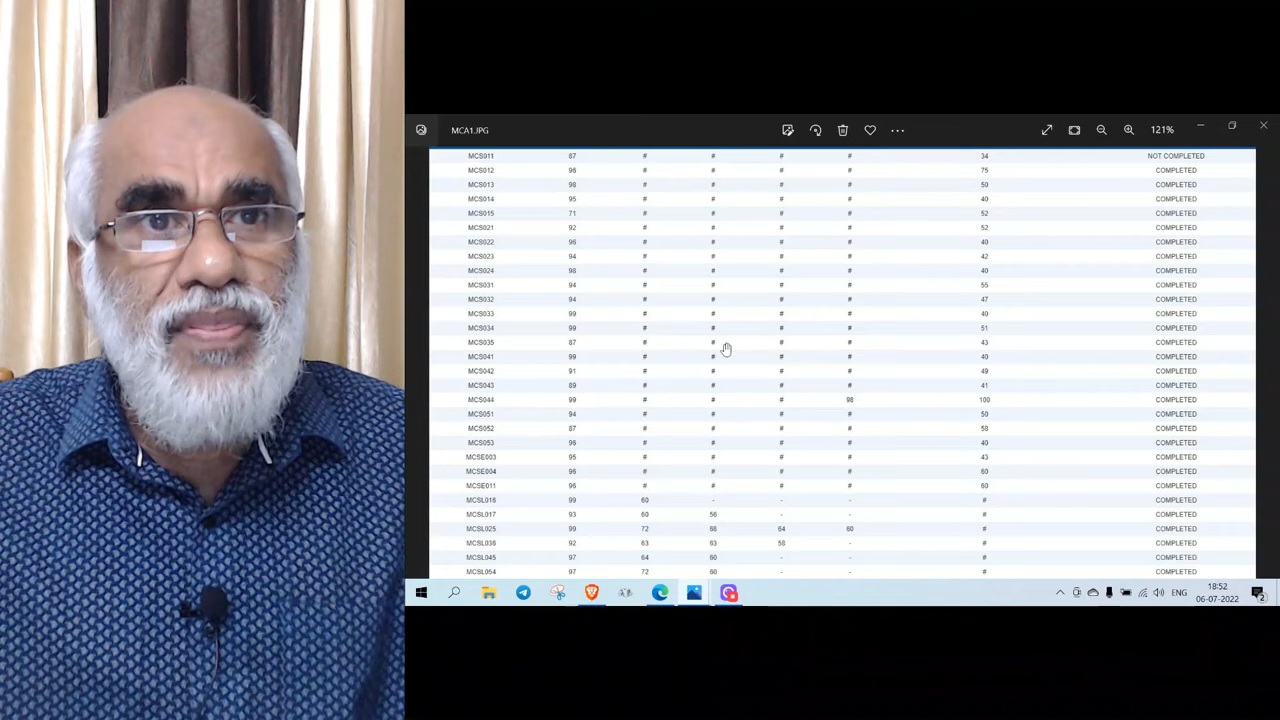 MCA1.JPG 121%
MCS011 87 # # # # 34 NOT COMPLETED
MCS012 96 # # # # 75 COMPLETED
MCS013 98 # # # # 50 COMPLETED
MCS014 95 # # # # 40 COMPLETED
MCS015 71 # # # # 52 COMPLETED
MCS021 92 # # # # 52 COMPLETED
MCS022 96 # # # # 40 COMPLETED
MCS023 94 # # # # 42 COMPLETED
MCS024 98 # # # # 40 COMPLETED
MCS031 94 # # # # 55 COMPLETED
MCS032 94 # # # # 47 COMPLETED
MCS033 99 # # # # 40 COMPLETED
MCS034 99 # # # # 51 COMPLETED
MCS035 87 # # # # 43 COMPLETED
MCS041 99 # # # # 40 COMPLETED
MCS042 91 # # # # 49 COMPLETED
MCS043 89 # # # # 41 COMPLETED
MCS044 99 # # # 98 100 COMPLETED
MCS051 94 # # # # 50 COMPLETED
MCS052 87 # # # # 58 COMPLETED
MCS053 96 # # # # 40 COMPLETED
MCSE003 95 # # # # 43 COMPLETED
MCSE004 96 # # # # 60 COMPLETED
MCSE011 96 # # # # 60 COMPLETED
MCSL016 99 60 - - - # COMPLETED
MCSL017 93 60 56 - - # COMPLETED
MCSL025 99 72 68 64 60 # COMPLETED
MCSL036 92 63 63 58 - # COMPLETED
MCSL045 97 64 60 - - # COMPLETED
MCSL054 97 72 60 - - # COMPLETED
ENG 18:52
06-07-2022 2